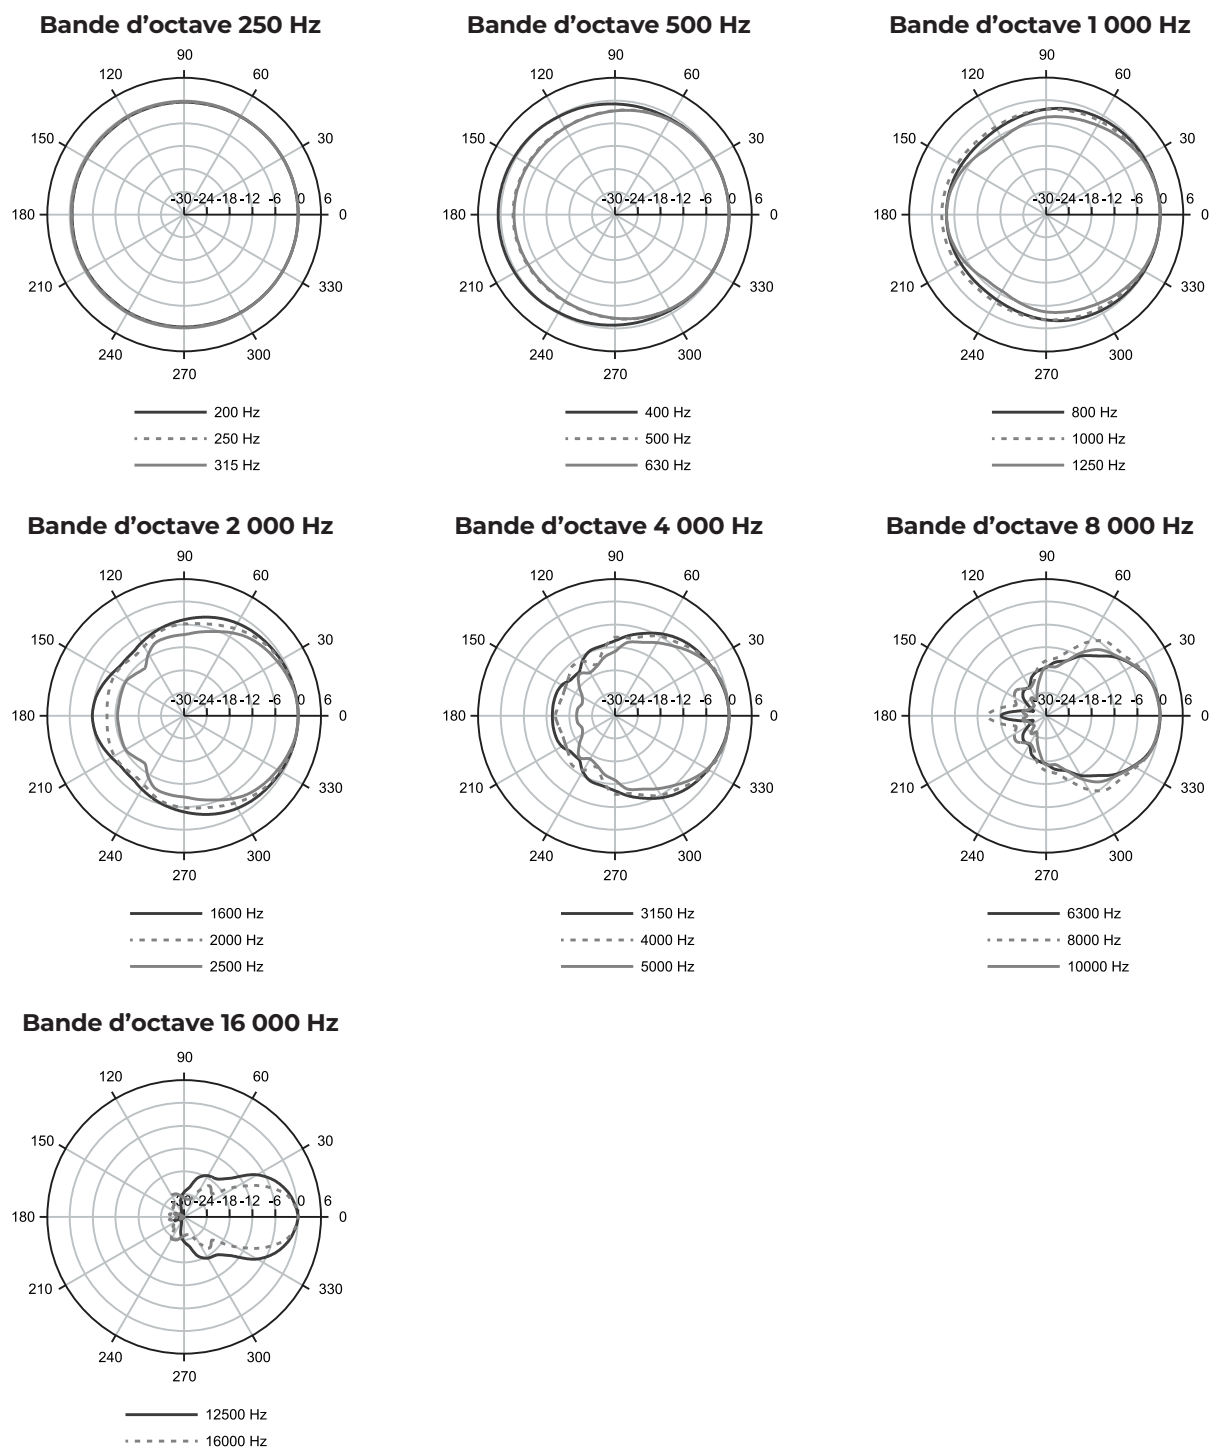 Bande d’octave 250 Hz
90
120 60
150 30
-30 -24 -18 -12 -6 0 6
180 0
210 330
240 300
270
200 Hz
250 Hz
315 Hz
Bande d’octave 500 Hz
90
120 60
150 30
-30 -24 -18 -12 -6 0 6
180 0
210 330
240 300
270
400 Hz
500 Hz
630 Hz
Bande d’octave 1 000 Hz
90
120 60
150 30
-30 -24 -18 -12 -6 0 6
180 0
210 330
240 300
270
800 Hz
1000 Hz
1250 Hz
Bande d’octave 2 000 Hz
90
120 60
150 30
-30 -24 -18 -12 -6 0 6
180 0
210 330
240 300
270
1600 Hz
2000 Hz
2500 Hz
Bande d’octave 4 000 Hz
90
120 60
150 30
-30 -24 -18 -12 -6 0 6
180 0
210 330
240 300
270
3150 Hz
4000 Hz
5000 Hz
Bande d’octave 8 000 Hz
90
120 60
150 30
-30 -24 -18 -12 -6 0 6
180 0
210 330
240 300
270
6300 Hz
8000 Hz
10000 Hz
Bande d’octave 16 000 Hz
90
120 60
150 30
-30 -24 -18 -12 -6 0 6
180 0
210 330
240 300
270
12500 Hz
16000 Hz